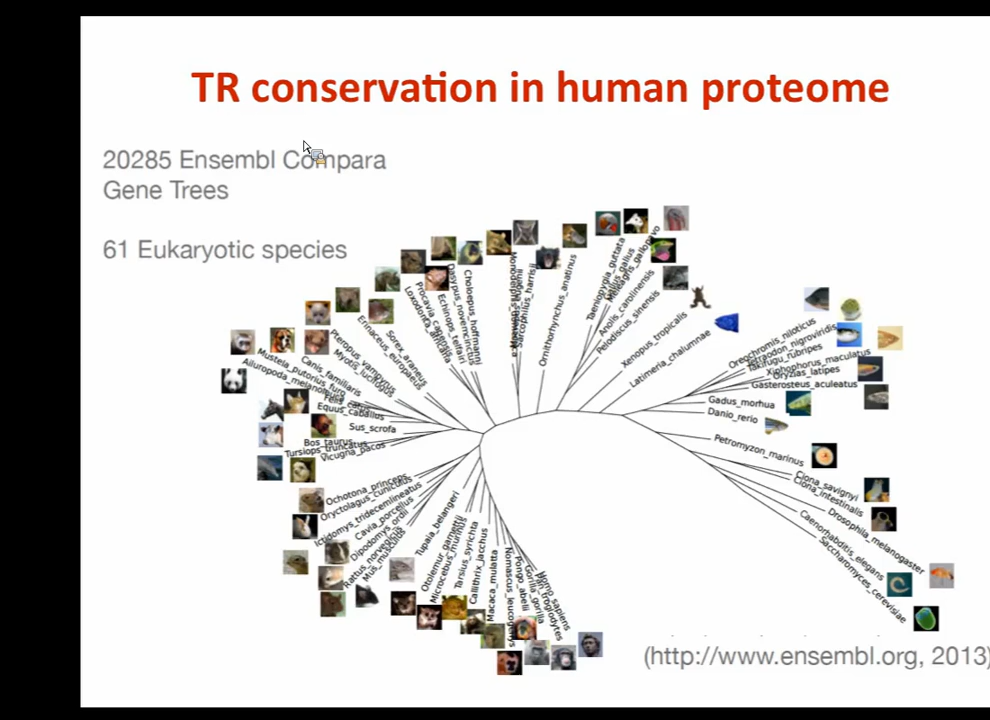 TR conservation in human proteome
20285 Ensembl Compara
Gene Trees
61 Eukaryotic species
Monodelphis
Sarcophilus_harrisii
Ornithorhynchus_anatinus
Taeniopygia_guttata
Meleagris_gallopavo
Anolis_carolinensis
Pelodiscus_sinensis
Xenopus_tropicalis
Latimeria_chalumnae
Oreochromis_niloticus
Tetraodon_nigroviridis
Takifugu_rubripes
Xiphophorus_maculatus
Oryzias_latipes
Gasterosteus_aculeatus
Gadus_morhua
Danio_rerio
Petromyzon_marinus
Ciona_savignyi
Ciona_intestinalis
Drosophila_melanogaster
Caenorhabditis_elegans
Saccharomyces_cerevisiae
Choloepus_hoffmanni
Dasypus_novemcinctus
Echinops_telfairi
Procavia_capensis
Loxodonta_africana
Sorex_araneus
Erinaceus_europaeus
Pteropus_vampyrus
Myotis_lucifugus
Canis_familiaris
Mustela_putorius_furo
Ailuropoda_melanoleuca
Equus_caballus
Sus_scrofa
Bos_taurus
Tursiops_truncatus
Vicugna_pacos
Ochotona_princeps
Oryctolagus_cuniculus
Ictidomys_tridecemlineatus
Cavia_porcellus
Dipodomys_ordii
Rattus_norvegicus
Mus_musculus
Tupaia_belangeri
Otolemur_garnettii
Microcebus_murinus
Tarsius_syrichta
Callithrix_jacchus
Macaca_mulatta
Nomascus_leucogenys
Pongo_abelii
Gorilla_gorilla
troglodytes
Homo_sapiens
(http://www.ensembl.org, 2013)